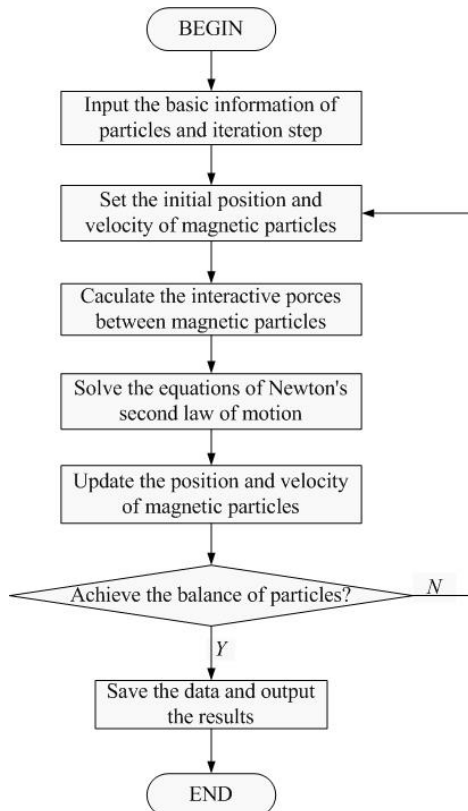 BEGIN
Input the basic information of
particles and iteration step
Set the initial position and
velocity of magnetic particles
Caculate the interactive porces
between magnetic particles
Solve the equations of Newton's
second law of motion
Update the position and velocity
of magnetic particles
Achieve the balance of particles?
N
Y
Save the data and output
the results
END